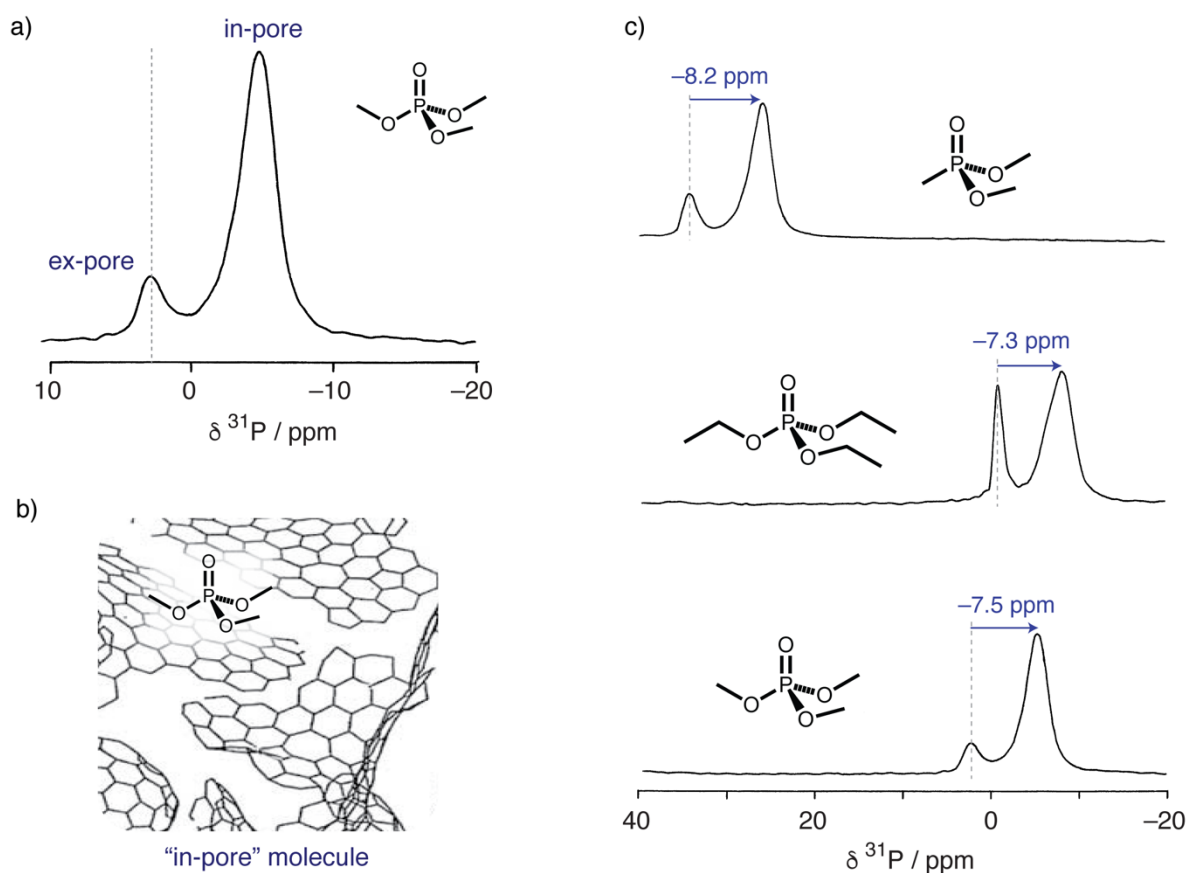 a)
in-pore
O
P
O
O
O
ex-pore
10 0 −10 −20
δ ³¹P / ppm
b)
O
P
O
O
O
"in-pore" molecule
c)
−8.2 ppm
O
P
O
O
−7.3 ppm
O
P
O
O
O
−7.5 ppm
O
P
O
O
O
40 20 0 −20
δ ³¹P / ppm